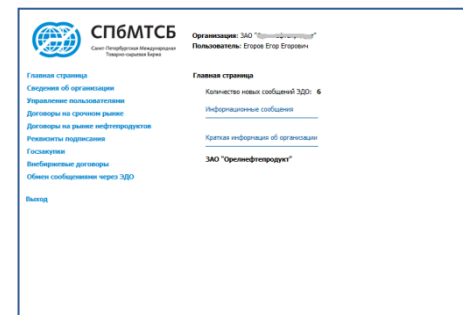 СПбМТСБ
Санкт-Петербургская Международная
Товарно-сырьевая Биржа
Организация: ЗАО "
Пользователь: Егоров Егор Егорович
Главная страница
Сведения об организации
Управление пользователями
Договоры на срочном рынке
Договоры на рынке нефтепродуктов
Реквизиты подписания
Госзакупки
Внебиржевые договоры
Обмен сообщениями через ЭДО
Выход
Главная страница
Количество новых сообщений ЭДО: 6
Информационные сообщения
Краткая информация об организации
ЗАО "Орелнефтепродукт"